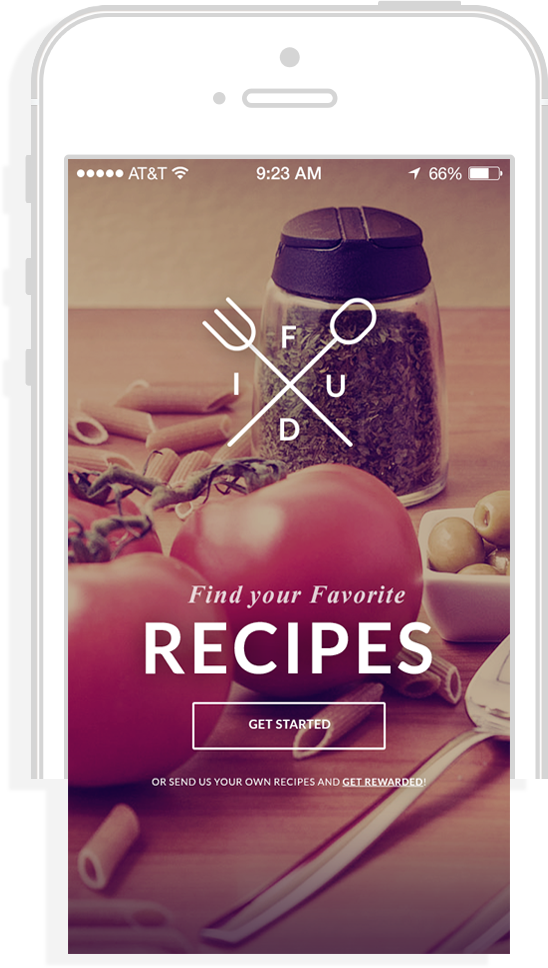 AT&T 9:23 AM 66%
F
I U
D
Find your Favorite
RECIPES
GET STARTED
OR SEND US YOUR OWN RECIPES AND GET REWARDED!